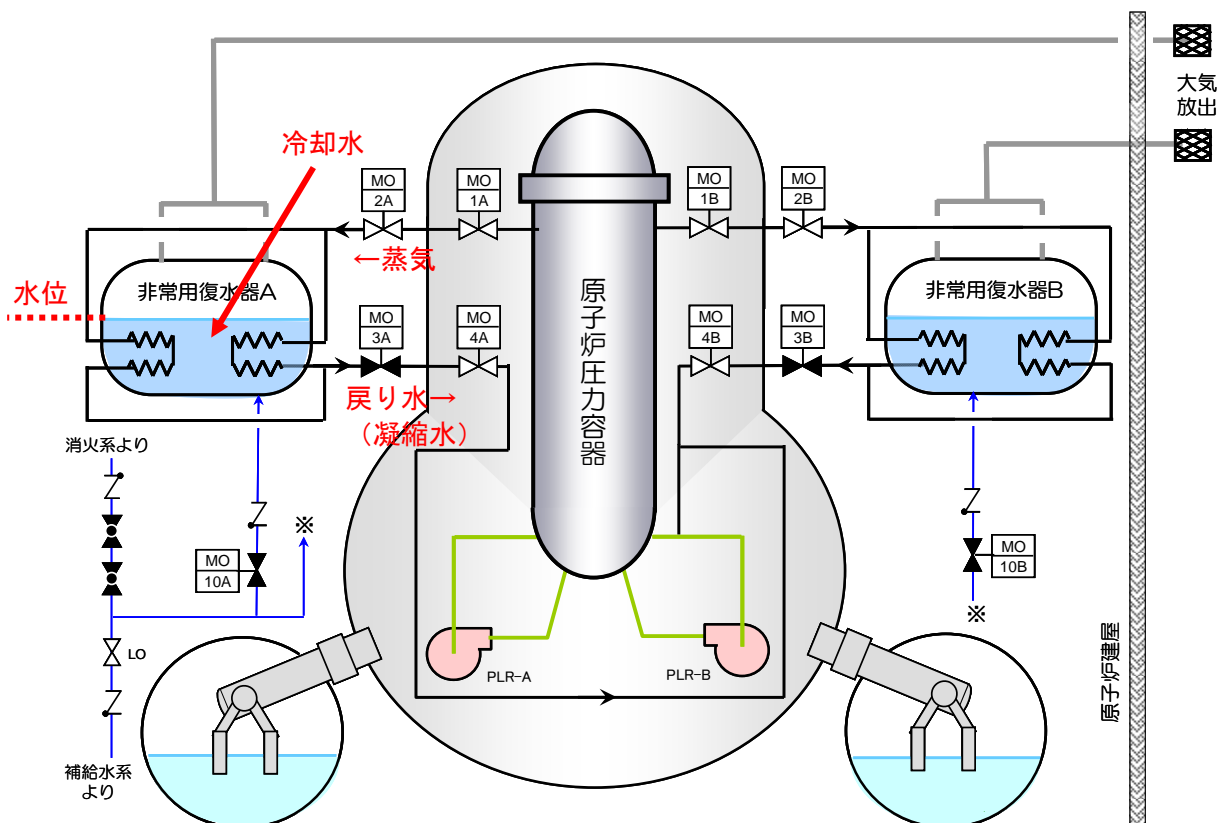 大気
放出
冷却水
MO
2A
MO
1A
MO
1B
MO
2B
←蒸気
水位
非常用復水器A
原子炉圧力容器
非常用復水器B
MO
3A
MO
4A
MO
4B
MO
3B
戻り水→
（凝縮水）
消火系より
※
MO
10A
MO
10B
※
LO
PLR-A
PLR-B
原子炉建屋
補給水系
より